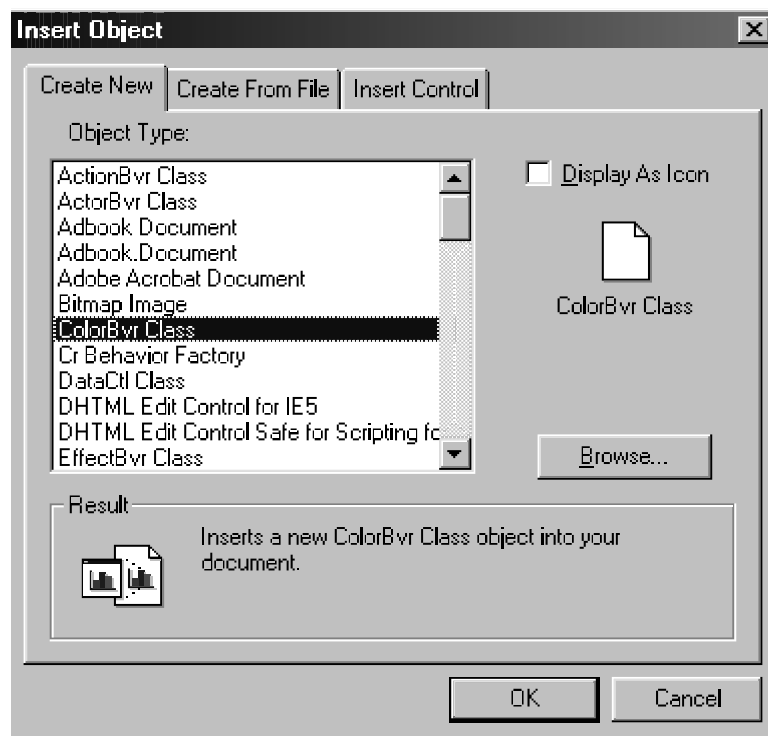 Insert Object
Create New
Create From File
Insert Control
Object Type:
ActionBvr Class
ActorBvr Class
Adbook Document
Adbook.Document
Adobe Acrobat Document
Bitmap Image
ColorBvr Class
Cr Behavior Factory
DataCtl Class
DHTML Edit Control for IE5
DHTML Edit Control Safe for Scripting fo
EffectBvr Class
Display As Icon
ColorBvr Class
Browse...
Result
Inserts a new ColorBvr Class object into your
document.
OK
Cancel